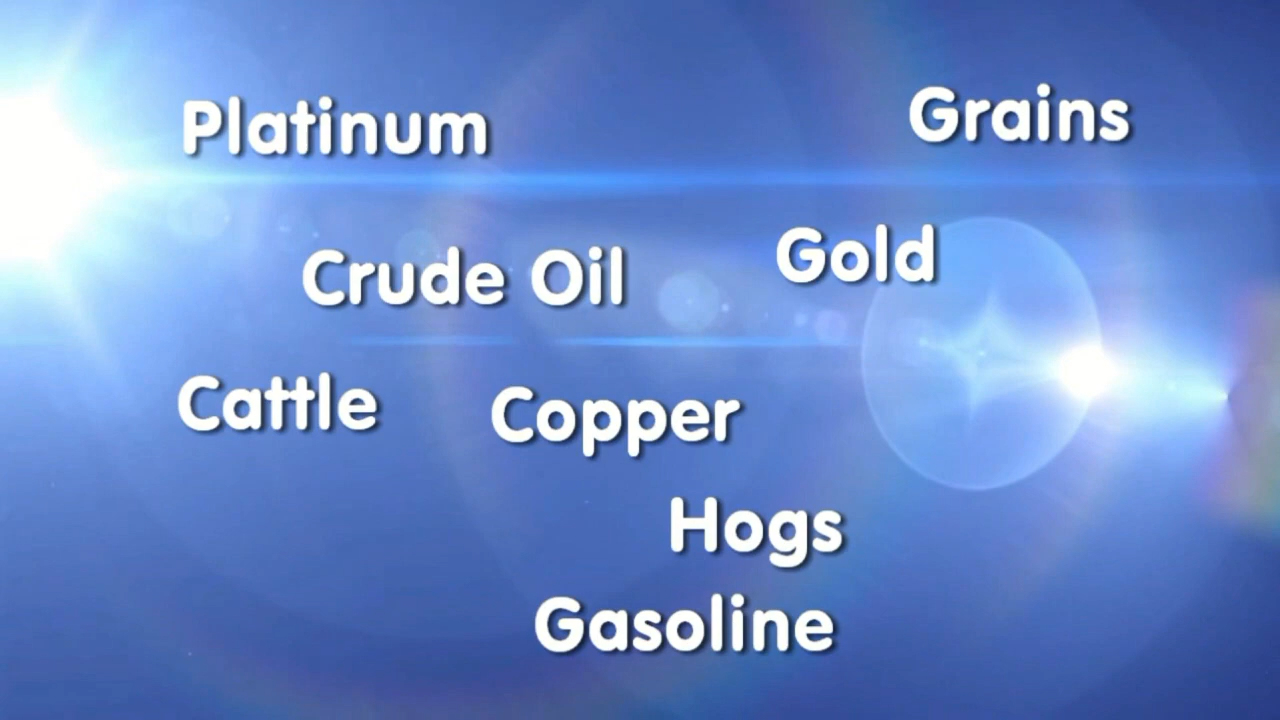 Platinum
Grains
Crude Oil
Gold
Cattle
Copper
Hogs
Gasoline